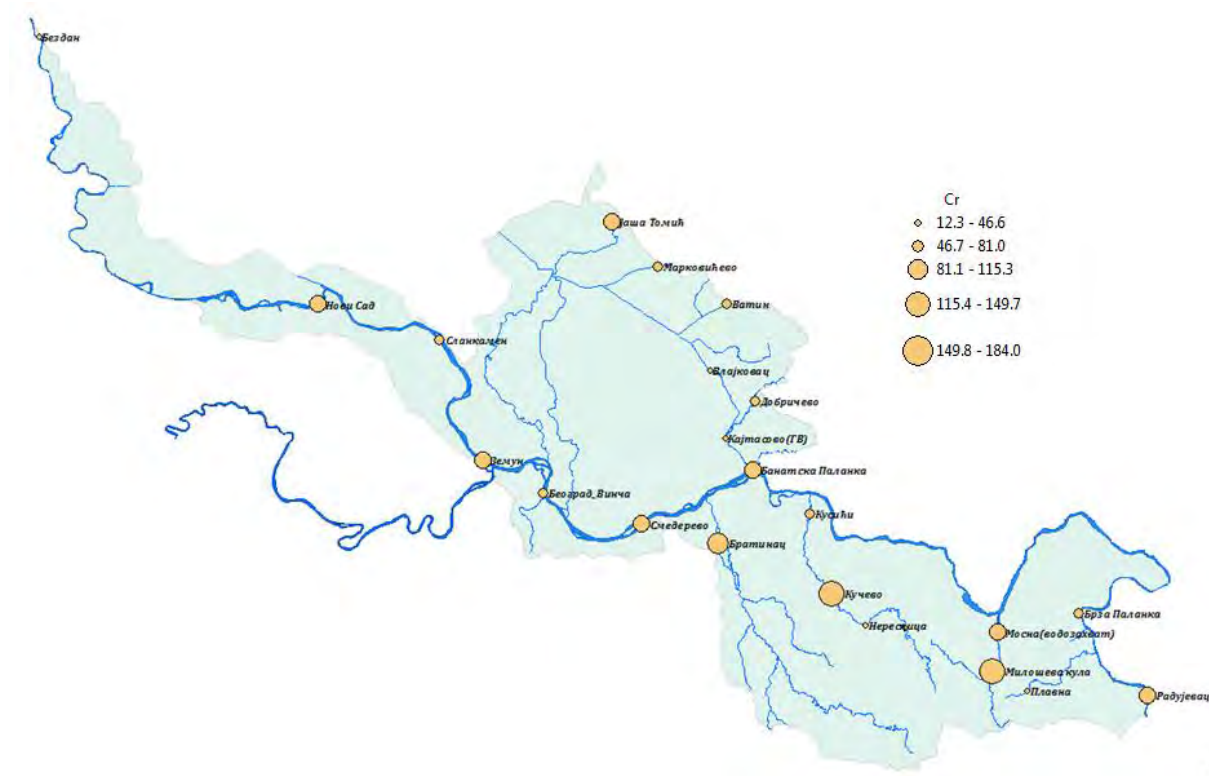 Бездан
Cr
12.3 - 46.6
46.7 - 81.0
81.1 - 115.3
115.4 - 149.7
149.8 - 184.0
Јаша Томић
Марковићево
Ватин
Нови Сад
Сланкамен
Влајковац
Добричево
Кајтасово(ГВ)
Земун
Банатска Паланка
Београд_Винча
Кусићи
Смедерево
Братинац
Кучево
Нересница
Брза Паланка
Мосна(водозахват)
Милошева кула
Плавна
Радујевац